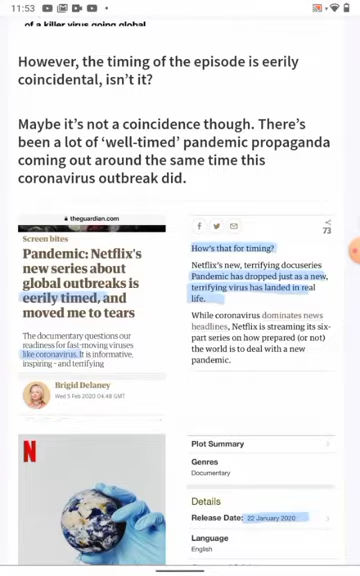 11:53
of a killer virus going global
However, the timing of the episode is eerily
coincidental, isn't it?
Maybe it's not a coincidence though. There's
been a lot of 'well-timed' pandemic propaganda
coming out around the same time this
coronavirus outbreak did.
theguardian.com
Screen bites
Pandemic: Netflix's
new series about
global outbreaks is
eerily timed, and
moved me to tears
The documentary questions our
readiness for fast-moving viruses
like coronavirus. It is informative,
inspiring - and terrifying
Brigid Delaney
Wed 5 Feb 2020 04.48 GMT
73
How's that for timing?
Netflix's new, terrifying docuseries
Pandemic has dropped just as a new,
terrifying virus has landed in real
life.
While coronavirus dominates news
headlines, Netflix is streaming its six-
part series on how prepared (or not)
the world is to deal with a new
pandemic.
N
Plot Summary
Genres
Documentary
Details
Release Date: 22 January 2020
Language
English